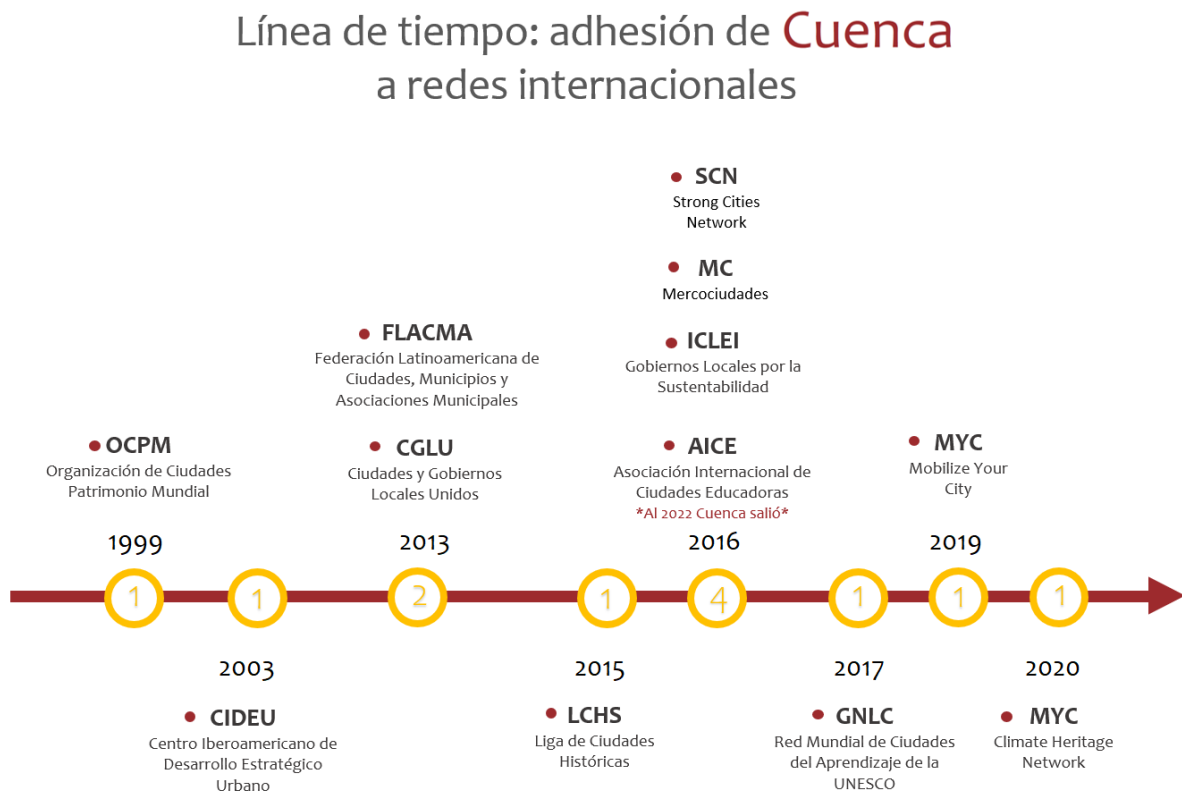 Línea de tiempo: adhesión de Cuenca
a redes internacionales
SCN
Strong Cities
Network
MC
Mercociudades
FLACMA
Federación Latinoamericana de
Ciudades, Municipios y
Asociaciones Municipales
ICLEI
Gobiernos Locales por la
Sustentabilidad
OCPM
Organización de Ciudades
Patrimonio Mundial
CGLU
Ciudades y Gobiernos
Locales Unidos
AICE
Asociación Internacional de
Ciudades Educadoras
*Al 2022 Cuenca salió*
MYC
Mobilize Your
City
1999
2013
2016
2019
1
1
2
1
4
1
1
1
2003
2015
2017
2020
CIDEU
Centro Iberoamericano de
Desarrollo Estratégico
Urbano
LCHS
Liga de Ciudades
Históricas
GNLC
Red Mundial de Ciudades
del Aprendizaje de la
UNESCO
MYC
Climate Heritage
Network